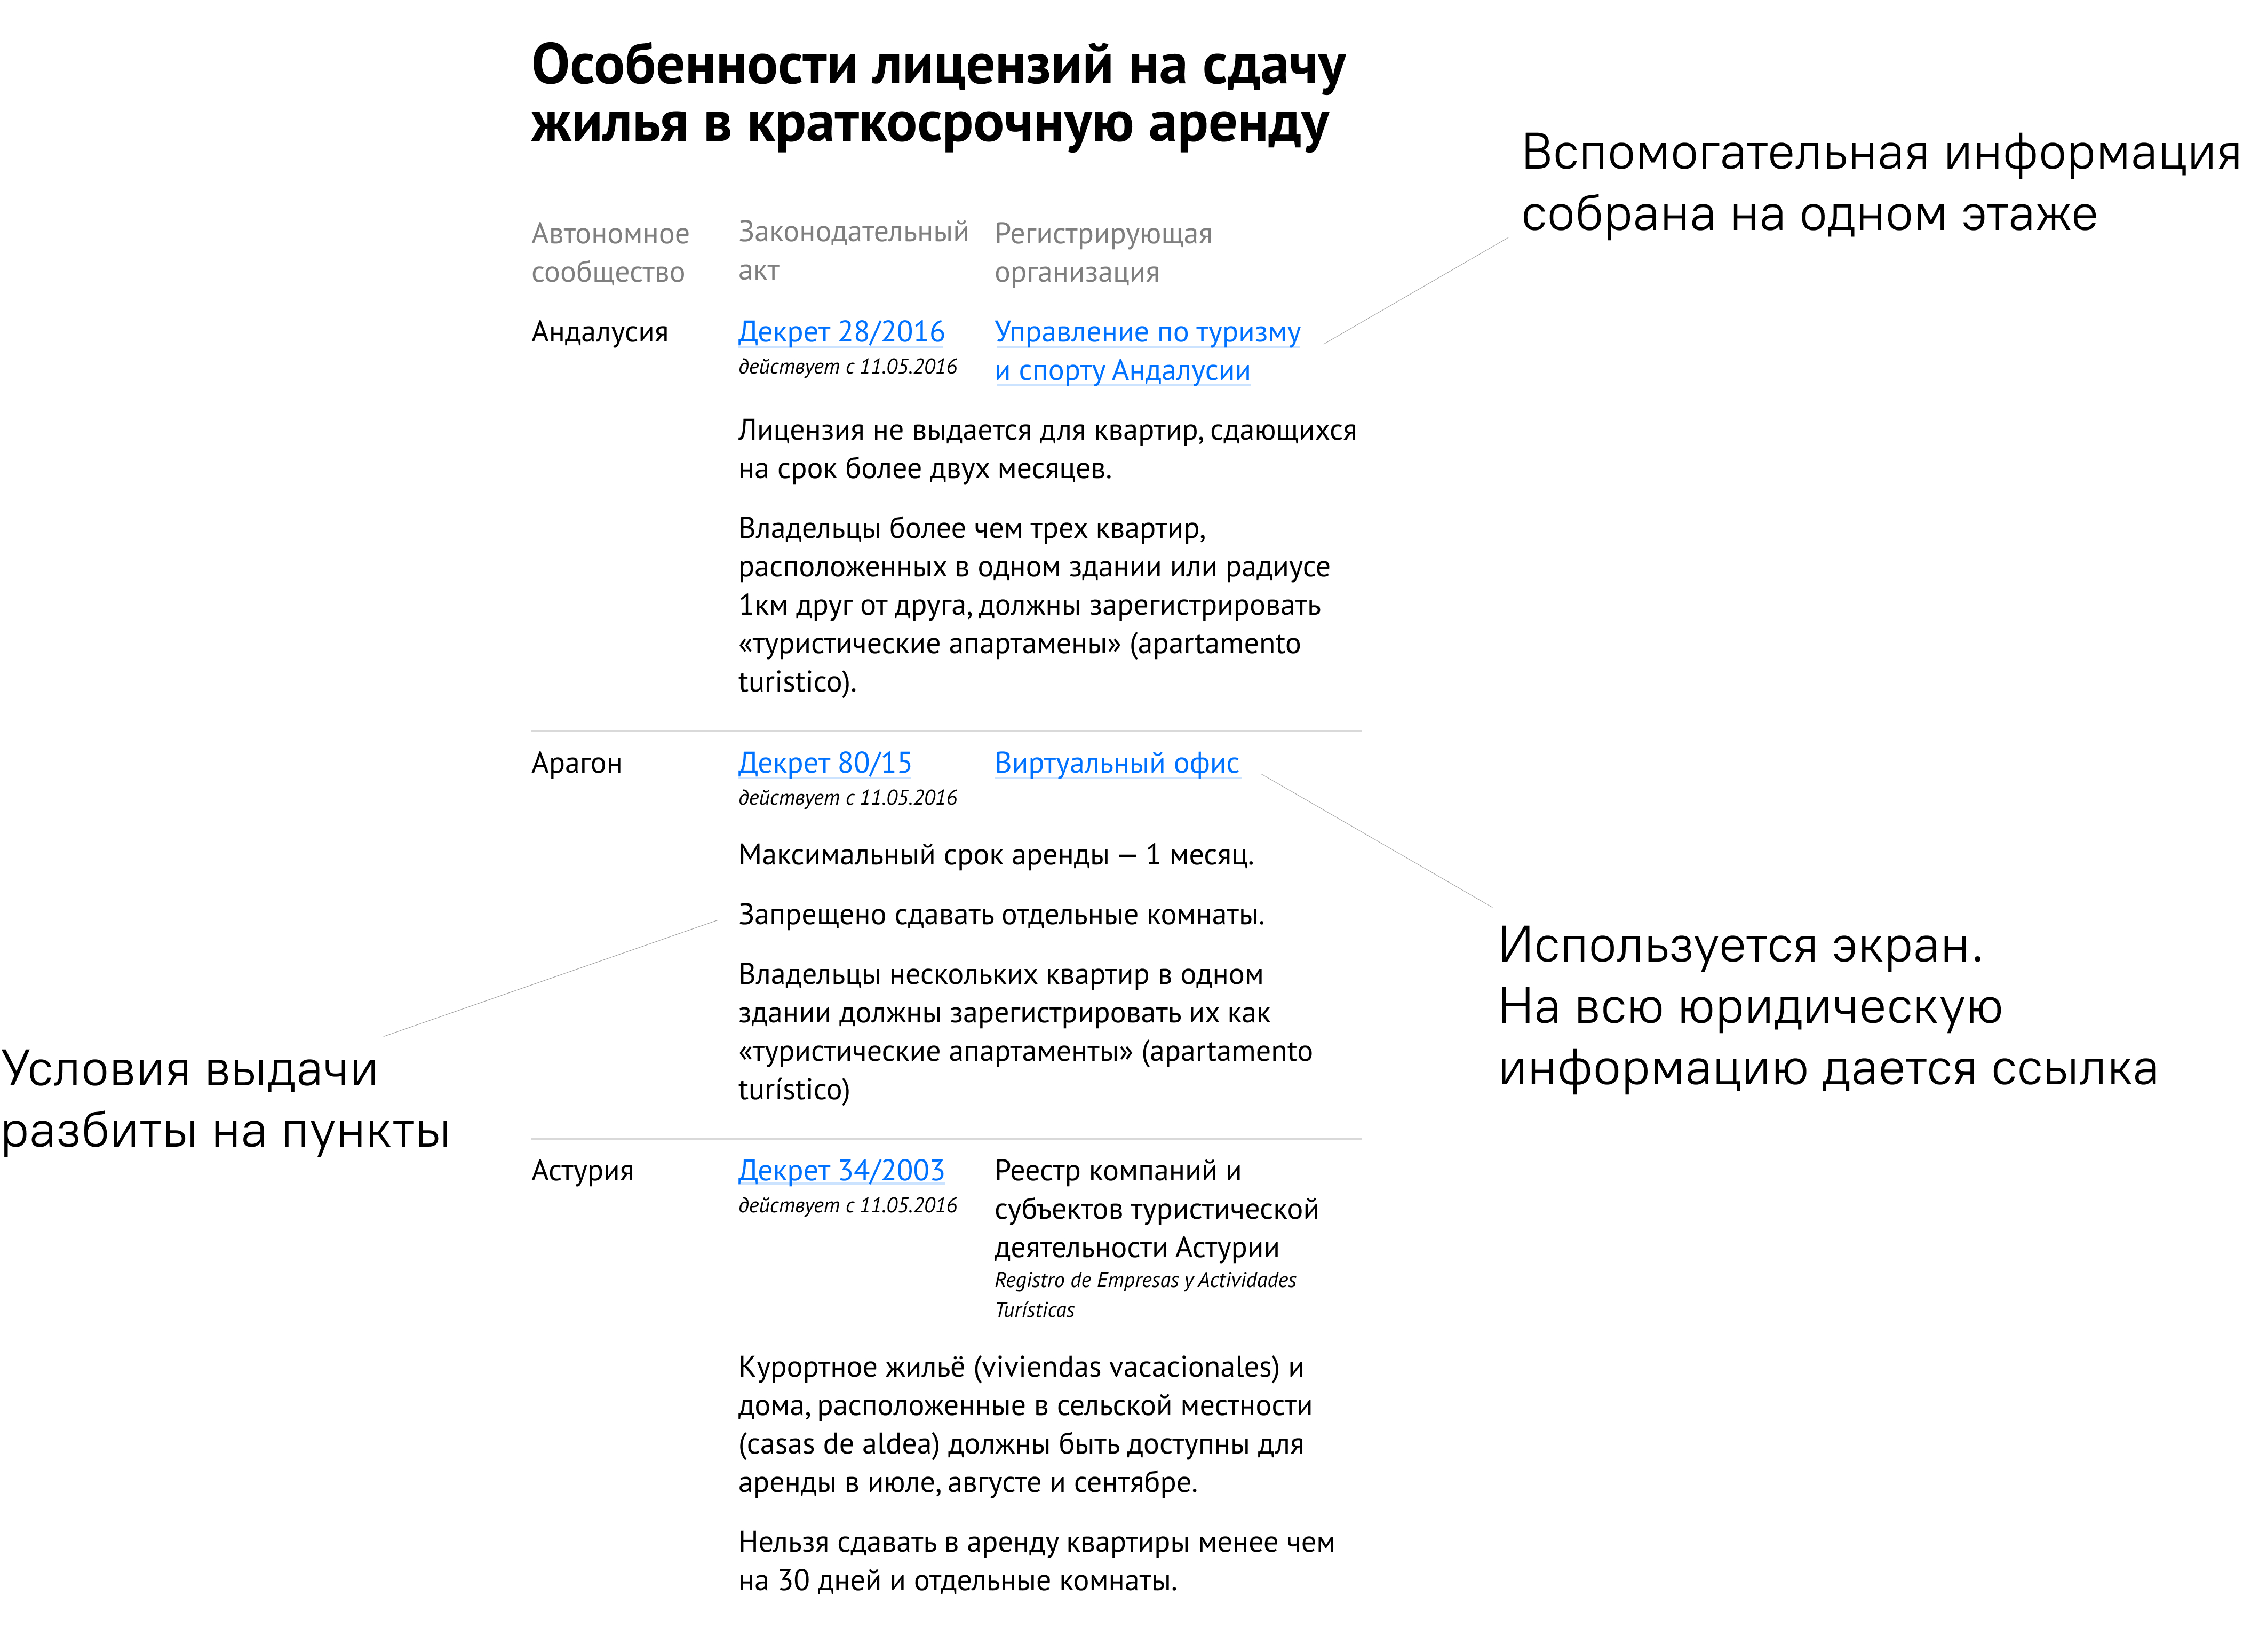 Особенности лицензий на сдачу
жилья в краткосрочную аренду
Вспомогательная информация
собрана на одном этаже
Автономное
сообщество
Законодательный
акт
Регистрирующая
организация
Андалусия
Декрет 28/2016
действует с 11.05.2016
Управление по туризму
и спорту Андалусии
Лицензия не выдается для квартир, сдающихся
на срок более двух месяцев.
Владельцы более чем трех квартир,
расположенных в одном здании или радиусе
1км друг от друга, должны зарегистрировать
«туристические апартамены» (apartamento
turistico).
Арагон
Декрет 80/15
действует с 11.05.2016
Виртуальный офис
Максимальный срок аренды — 1 месяц.
Запрещено сдавать отдельные комнаты.
Владельцы нескольких квартир в одном
здании должны зарегистрировать их как
«туристические апартаменты» (apartamento
turístico)
Используется экран.
На всю юридическую
информацию дается ссылка
Условия выдачи
разбиты на пункты
Астурия
Декрет 34/2003
действует с 11.05.2016
Реестр компаний и
субъектов туристической
деятельности Астурии
Registro de Empresas y Actividades
Turísticas
Курортное жильё (viviendas vacacionales) и
дома, расположенные в сельской местности
(casas de aldea) должны быть доступны для
аренды в июле, августе и сентябре.
Нельзя сдавать в аренду квартиры менее чем
на 30 дней и отдельные комнаты.